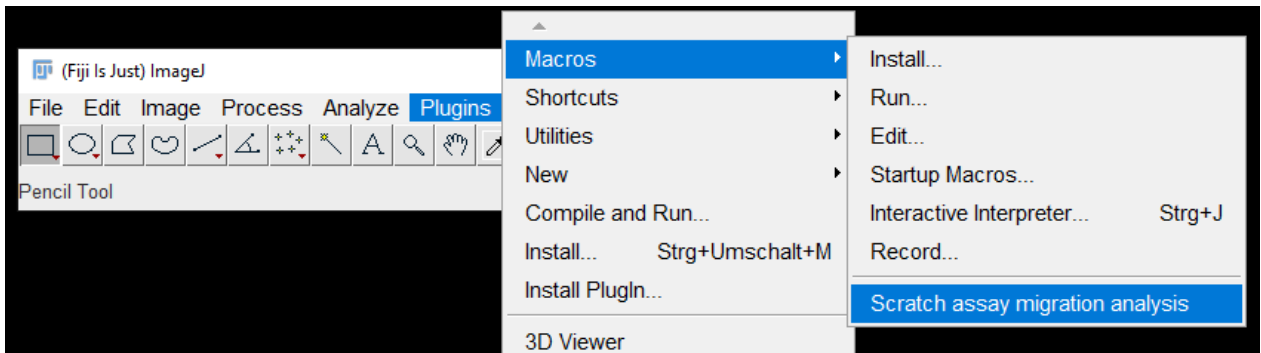 (Fiji Is Just) ImageJ
File Edit Image Process Analyze Plugins
A
Pencil Tool
Macros
Shortcuts
Utilities
New
Compile and Run...
Install... Strg+Umschalt+M
Install PlugIn...
3D Viewer
Install...
Run...
Edit...
Startup Macros...
Interactive Interpreter... Strg+J
Record...
Scratch assay migration analysis